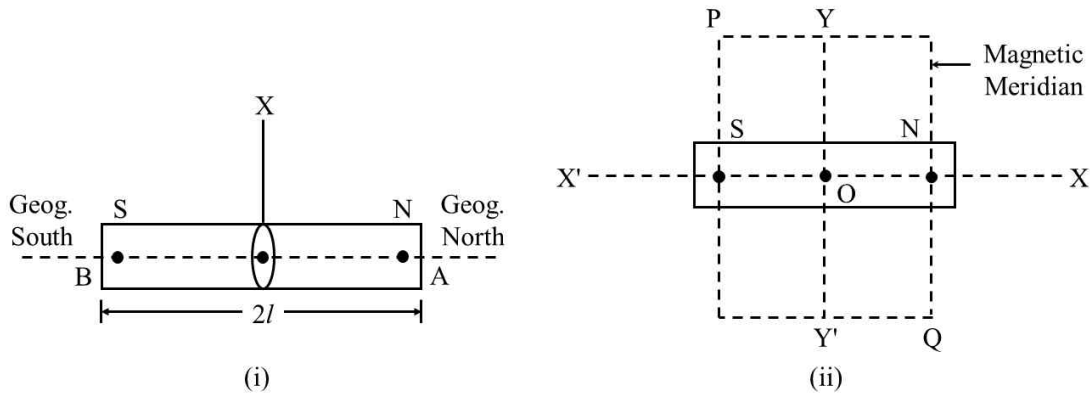 X
Geog.
South
S
N
Geog.
North
B
A
2l
(i)
P
Y
Magnetic
Meridian
S
N
X'
O
X
Y'
Q
(ii)